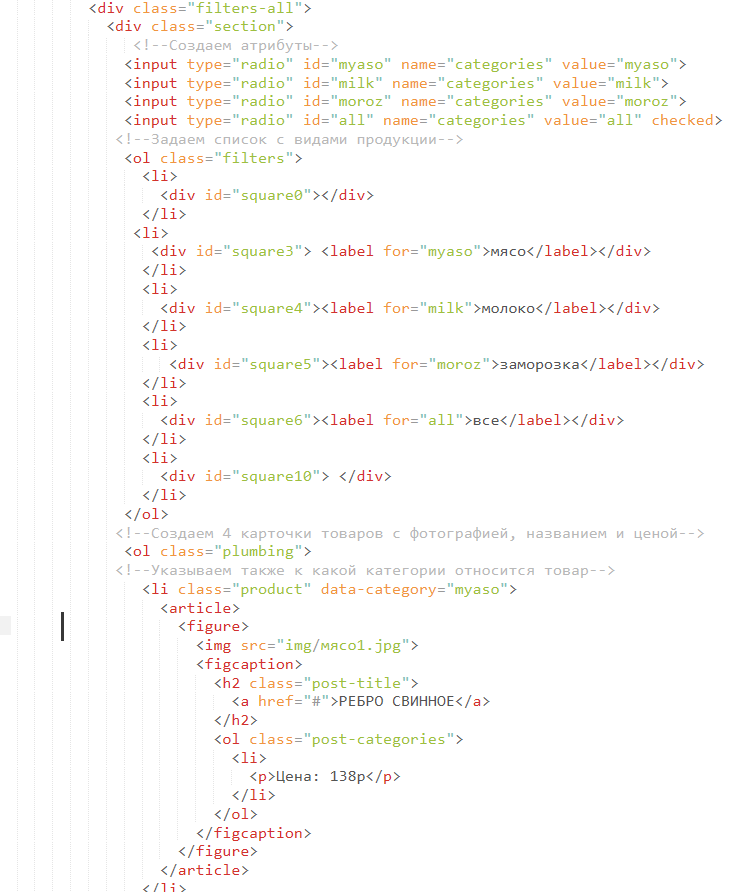 <div class="filters-all">
<div class="section">
<!--Создаем атрибуты-->
<input type="radio" id="myaso" name="categories" value="myaso">
<input type="radio" id="milk" name="categories" value="milk">
<input type="radio" id="moroz" name="categories" value="moroz">
<input type="radio" id="all" name="categories" value="all" checked>
<!--Задаем список с видами продукции-->
<ol class="filters">
<li>
<div id="square0"></div>
</li>
<li>
<div id="square3"> <label for="myaso">мясо</label></div>
</li>
<li>
<div id="square4"><label for="milk">молоко</label></div>
</li>
<li>
<div id="square5"><label for="moroz">заморозка</label></div>
</li>
<li>
<div id="square6"><label for="all">все</label></div>
</li>
<li>
<div id="square10"> </div>
</li>
</ol>
<!--Создаем 4 карточки товаров с фотографией, названием и ценой-->
<ol class="plumbing">
<!--Указываем также к какой категории относится товар-->
<li class="product" data-category="myaso">
<article>
<figure>
<img src="img/мясо1.jpg">
<figcaption>
<h2 class="post-title">
<a href="#">РЕБРО СВИННОЕ</a>
</h2>
<ol class="post-categories">
<li>
<p>Цена: 138р</p>
</li>
</ol>
</figcaption>
</figure>
</article>
</li>